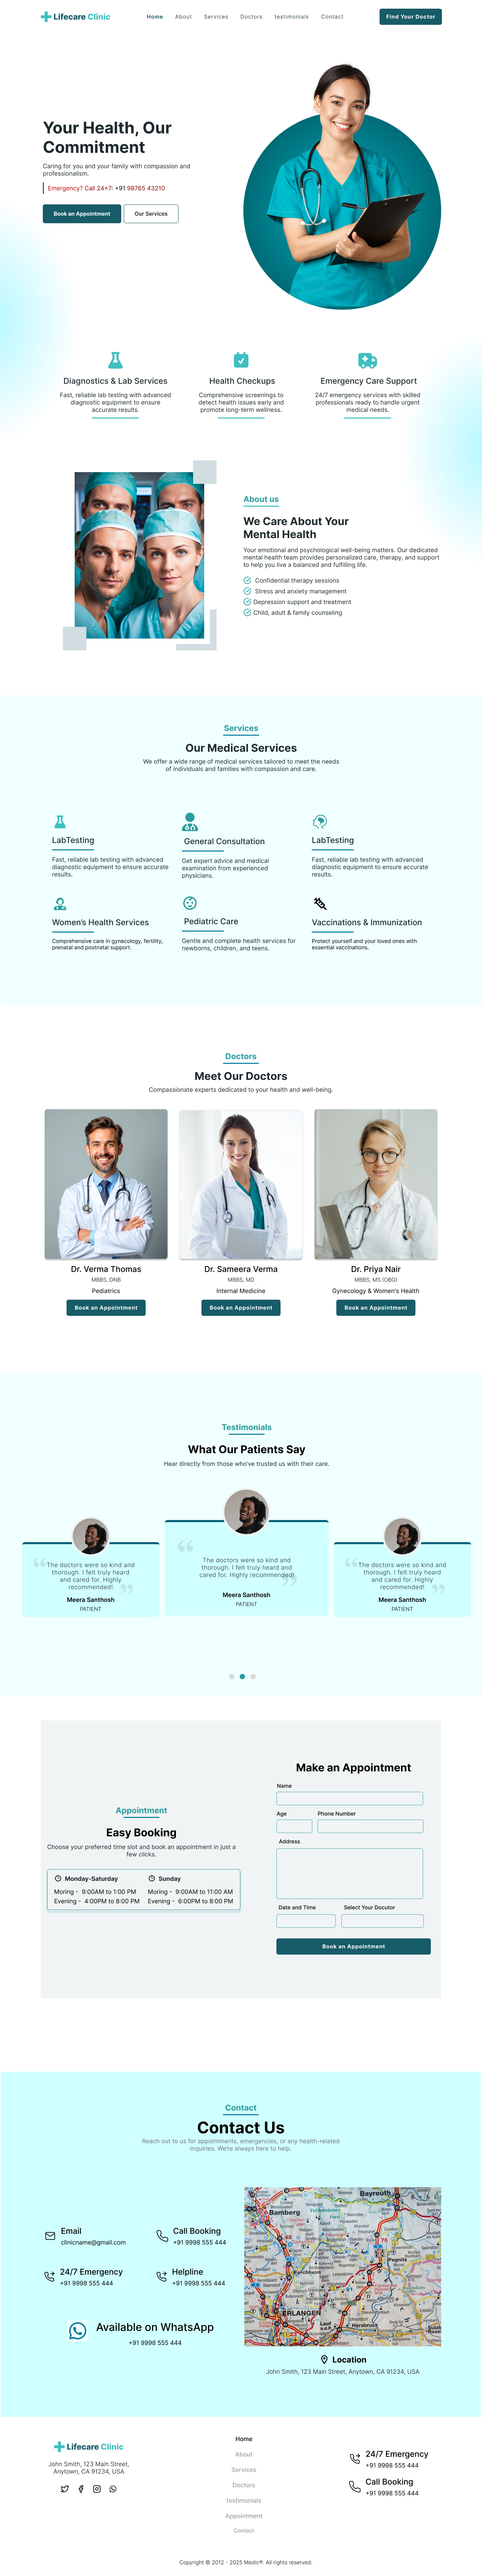 Lifecare Clinic
Home
About
Services
Doctors
testimonials
Contact
Find Your Doctor
Your Health, Our
Commitment
Caring for you and your family with compassion and
professionalism.
Emergency? Call 24×7: +91 98765 43210
Book an Appointment
Our Services
Diagnostics & Lab Services
Fast, reliable lab testing with advanced
diagnostic equipment to ensure
accurate results.
Health Checkups
Comprehensive screenings to
detect health issues early and
promote long-term wellness.
Emergency Care Support
24/7 emergency services with skilled
professionals ready to handle urgent
medical needs.
About us
We Care About Your
Mental Health
Your emotional and psychological well-being matters. Our dedicated
mental health team provides personalized care, therapy, and support
to help you live a balanced and fulfilling life.
Confidential therapy sessions
Stress and anxiety management
Depression support and treatment
Child, adult & family counseling
Services
Our Medical Services
We offer a wide range of medical services tailored to meet the needs
of individuals and families with compassion and care.
LabTesting
Fast, reliable lab testing with advanced
diagnostic equipment to ensure accurate
results.
General Consultation
Get expert advice and medical
examination from experienced
physicians.
LabTesting
Fast, reliable lab testing with advanced
diagnostic equipment to ensure accurate
results.
Women's Health Services
Comprehensive care in gynecology, fertility,
prenatal and postnatal support.
Pediatric Care
Gentle and complete health services for
newborns, children, and teens.
Vaccinations & Immunization
Protect yourself and your loved ones with
essential vaccinations.
Doctors
Meet Our Doctors
Compassionate experts dedicated to your health and well-being.
Dr. Verma Thomas
MBBS, DNB
Pediatrics
Book an Appointment
Dr. Sameera Verma
MBBS, MD
Internal Medicine
Book an Appointment
Dr. Priya Nair
MBBS, MS (OBG)
Gynecology & Women's Health
Book an Appointment
Testimonials
What Our Patients Say
Hear directly from those who've trusted us with their care.
The doctors were so kind and
thorough. I felt truly heard
and cared for. Highly
recommended!
Meera Santhosh
PATIENT
The doctors were so kind and
thorough. I felt truly heard and
cared for. Highly recommended!
Meera Santhosh
PATIENT
The doctors were so kind and
thorough. I felt truly heard
and cared for. Highly
recommended!
Meera Santhosh
PATIENT
Appointment
Easy Booking
Choose your preferred time slot and book an appointment in just a
few clicks.
Monday-Saturday
Moring - 9:00AM to 1:00 PM
Evening - 4:00PM to 8:00 PM
Sunday
Moring - 9:00AM to 11:00 AM
Evening - 6:00PM to 8:00 PM
Make an Appointment
Name
Age
Phone Number
Address
Date and TIme
Select Your Docutor
Book an Appointment
Contact
Contact Us
Reach out to us for appointments, emergencies, or any health-related
inquiries. We're always here to help.
Email
clinicname@gmail.com
Call Booking
+91 9998 555 444
24/7 Emergency
+91 9998 555 444
Helpline
+91 9998 555 444
Available on WhatsApp
+91 9998 555 444
Bayreuth
Bamberg
Pegnitz
Forchheim
ERLANGEN
Hersbruck
Location
John Smith, 123 Main Street, Anytown, CA 91234, USA
Lifecare Clinic
John Smith, 123 Main Street,
Anytown, CA 91234, USA
Home
About
Services
Doctors
testimonials
Appointment
Contact
24/7 Emergency
+91 9998 555 444
Call Booking
+91 9998 555 444
Copyright © 2012 - 2025 Medic®. All rights reserved.